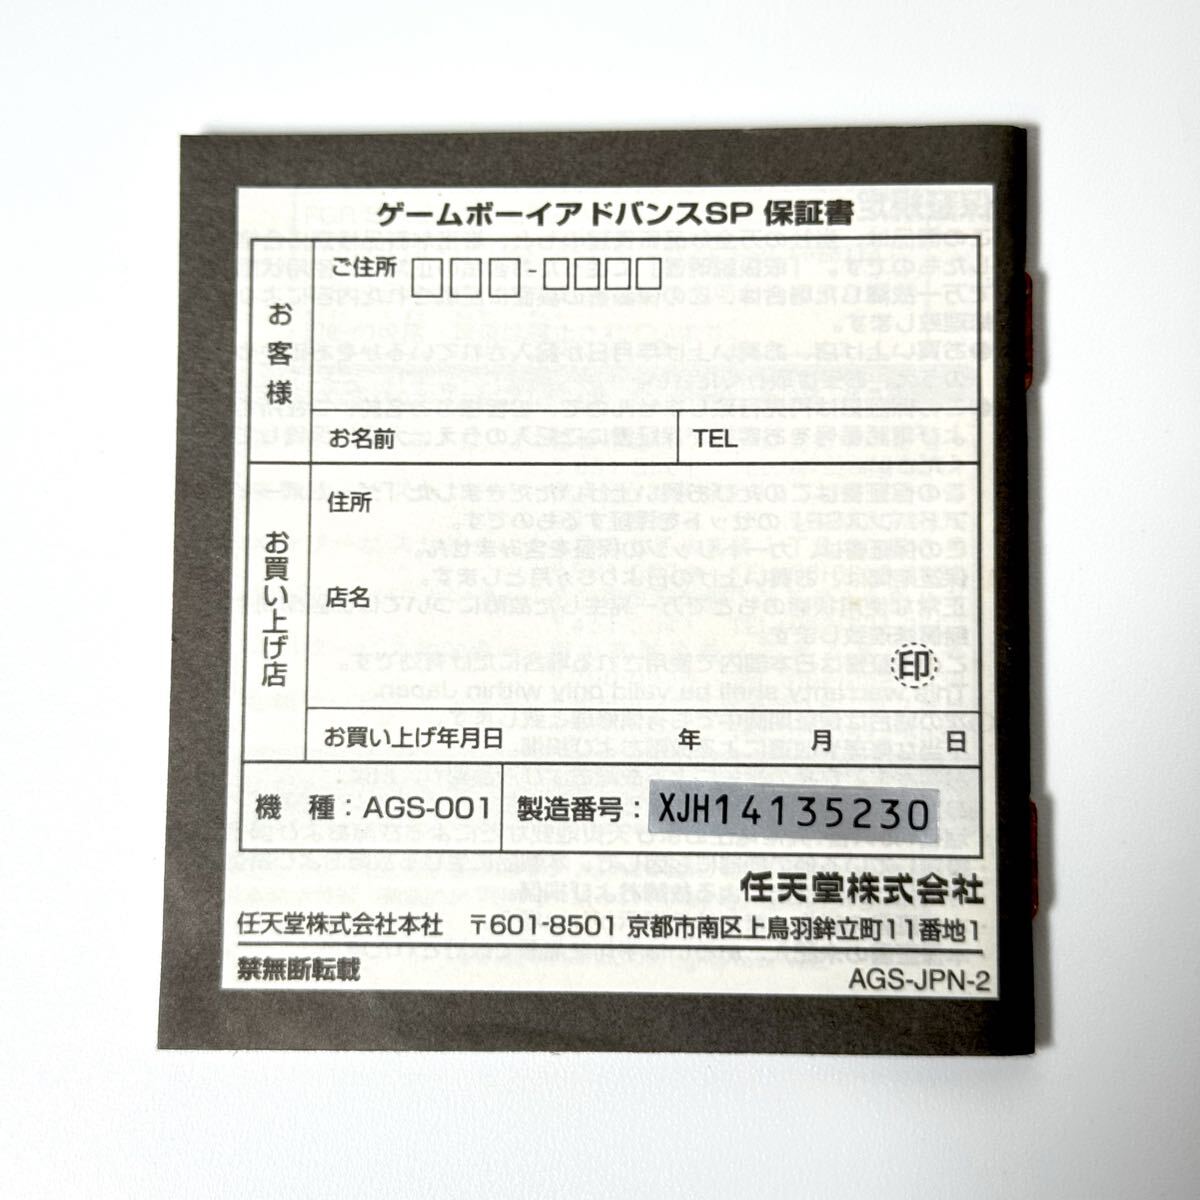 ゲームボーイアドバンスSP 保証書
お客様
ご住所 □□□-□□□□
お名前
TEL
お買い上げ店
住所
店名
印
お買い上げ年月日 年 月 日
機 種：AGS-001
製造番号：XJH14135230
任天堂株式会社
任天堂株式会社本社 〒601-8501 京都市南区上鳥羽鉾立町11番地1
禁無断転載
AGS-JPN-2